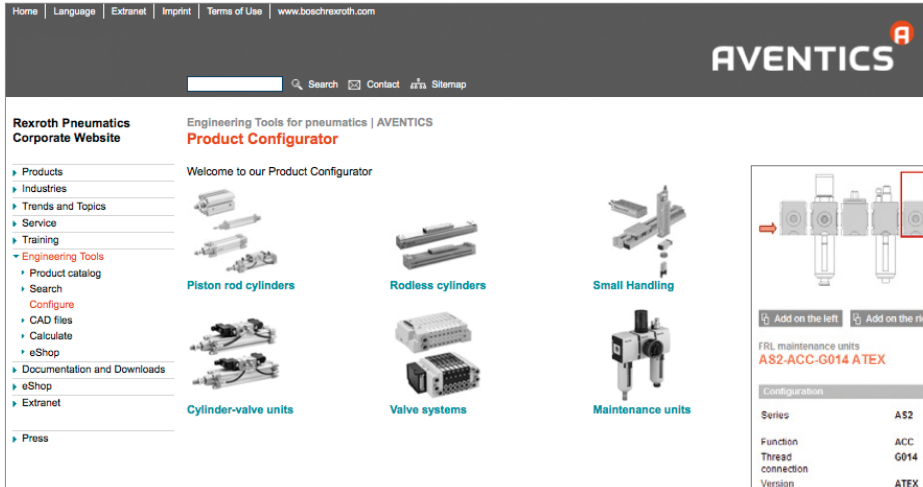 Home | Language | Extranet | Imprint | Terms of Use | www.boschrexroth.com
AVENTICS
Search Contact Sitemap
Rexroth Pneumatics
Corporate Website
Products
Industries
Trends and Topics
Service
Training
Engineering Tools
Product catalog
Search
Configure
CAD files
Calculate
eShop
Documentation and Downloads
eShop
Extranet
Press
Engineering Tools for pneumatics | AVENTICS
Product Configurator
Welcome to our Product Configurator
Piston rod cylinders
Rodless cylinders
Small Handling
Cylinder-valve units
Valve systems
Maintenance units
Add on the left Add on the
FRL maintenance units
AS2-ACC-G014 ATEX
Configuration
Series AS2
Function ACC
Thread G014
connection
Version ATEX